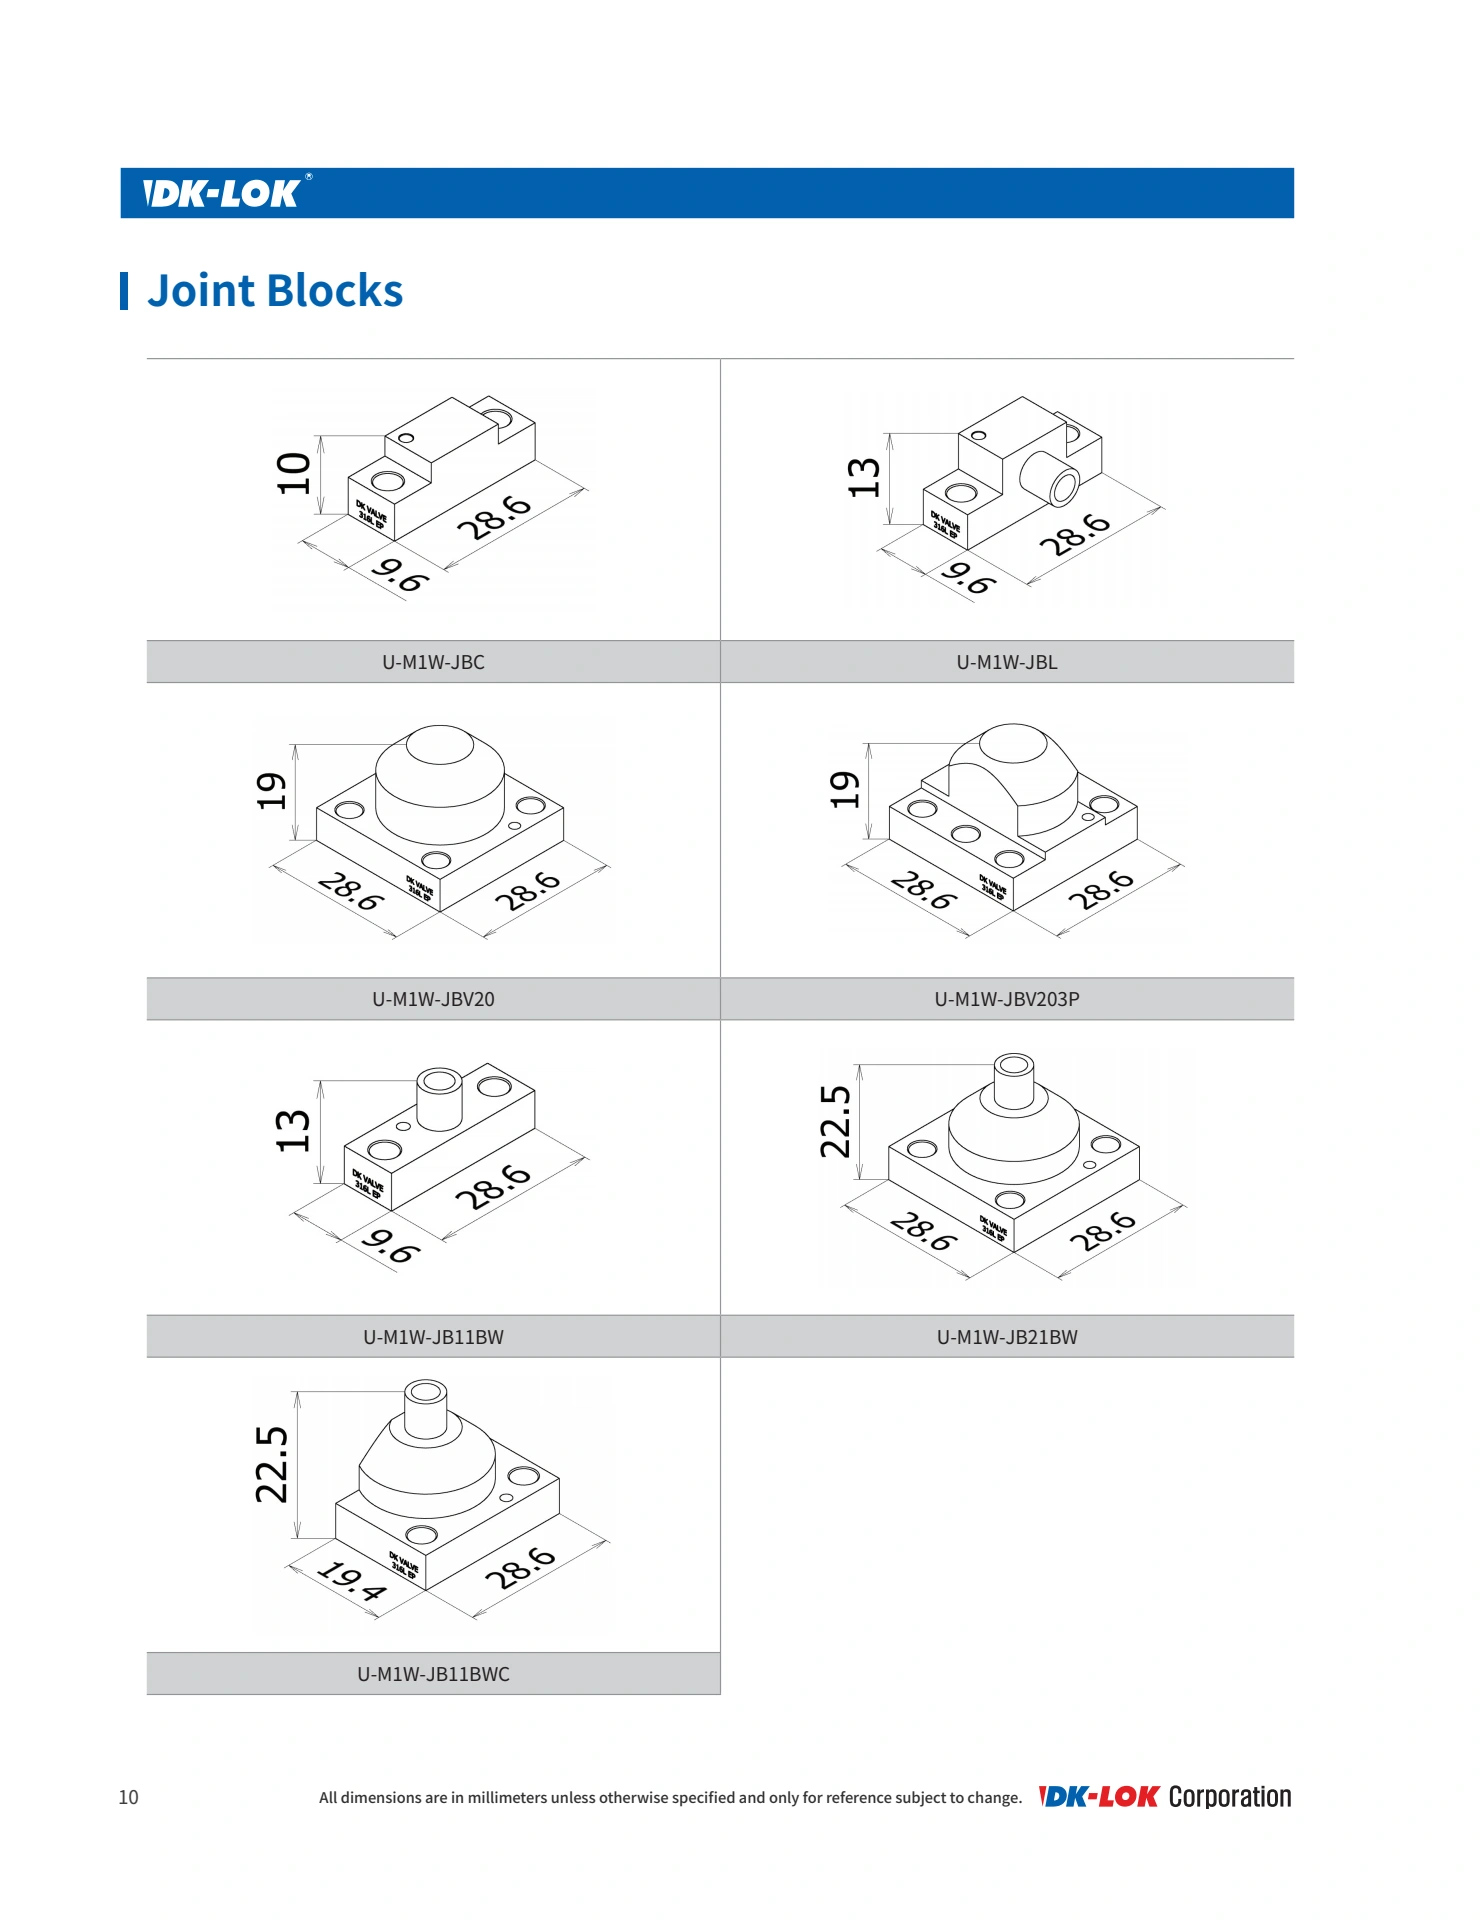 DK-LOK®
Joint Blocks
10
28.6
9.6
DK VALVE
316L EP
13
28.6
9.6
DK VALVE
316L EP
U-M1W-JBC
U-M1W-JBL
19
28.6
28.6
DK VALVE
316L EP
19
28.6
28.6
DK VALVE
316L EP
U-M1W-JBV20
U-M1W-JBV203P
13
28.6
9.6
DK VALVE
316L EP
22.5
28.6
28.6
DK VALVE
316L EP
U-M1W-JB11BW
U-M1W-JB21BW
22.5
19.4
28.6
DK VALVE
316L EP
U-M1W-JB11BWC
10
All dimensions are in millimeters unless otherwise specified and only for reference subject to change.
DK-LOK Corporation